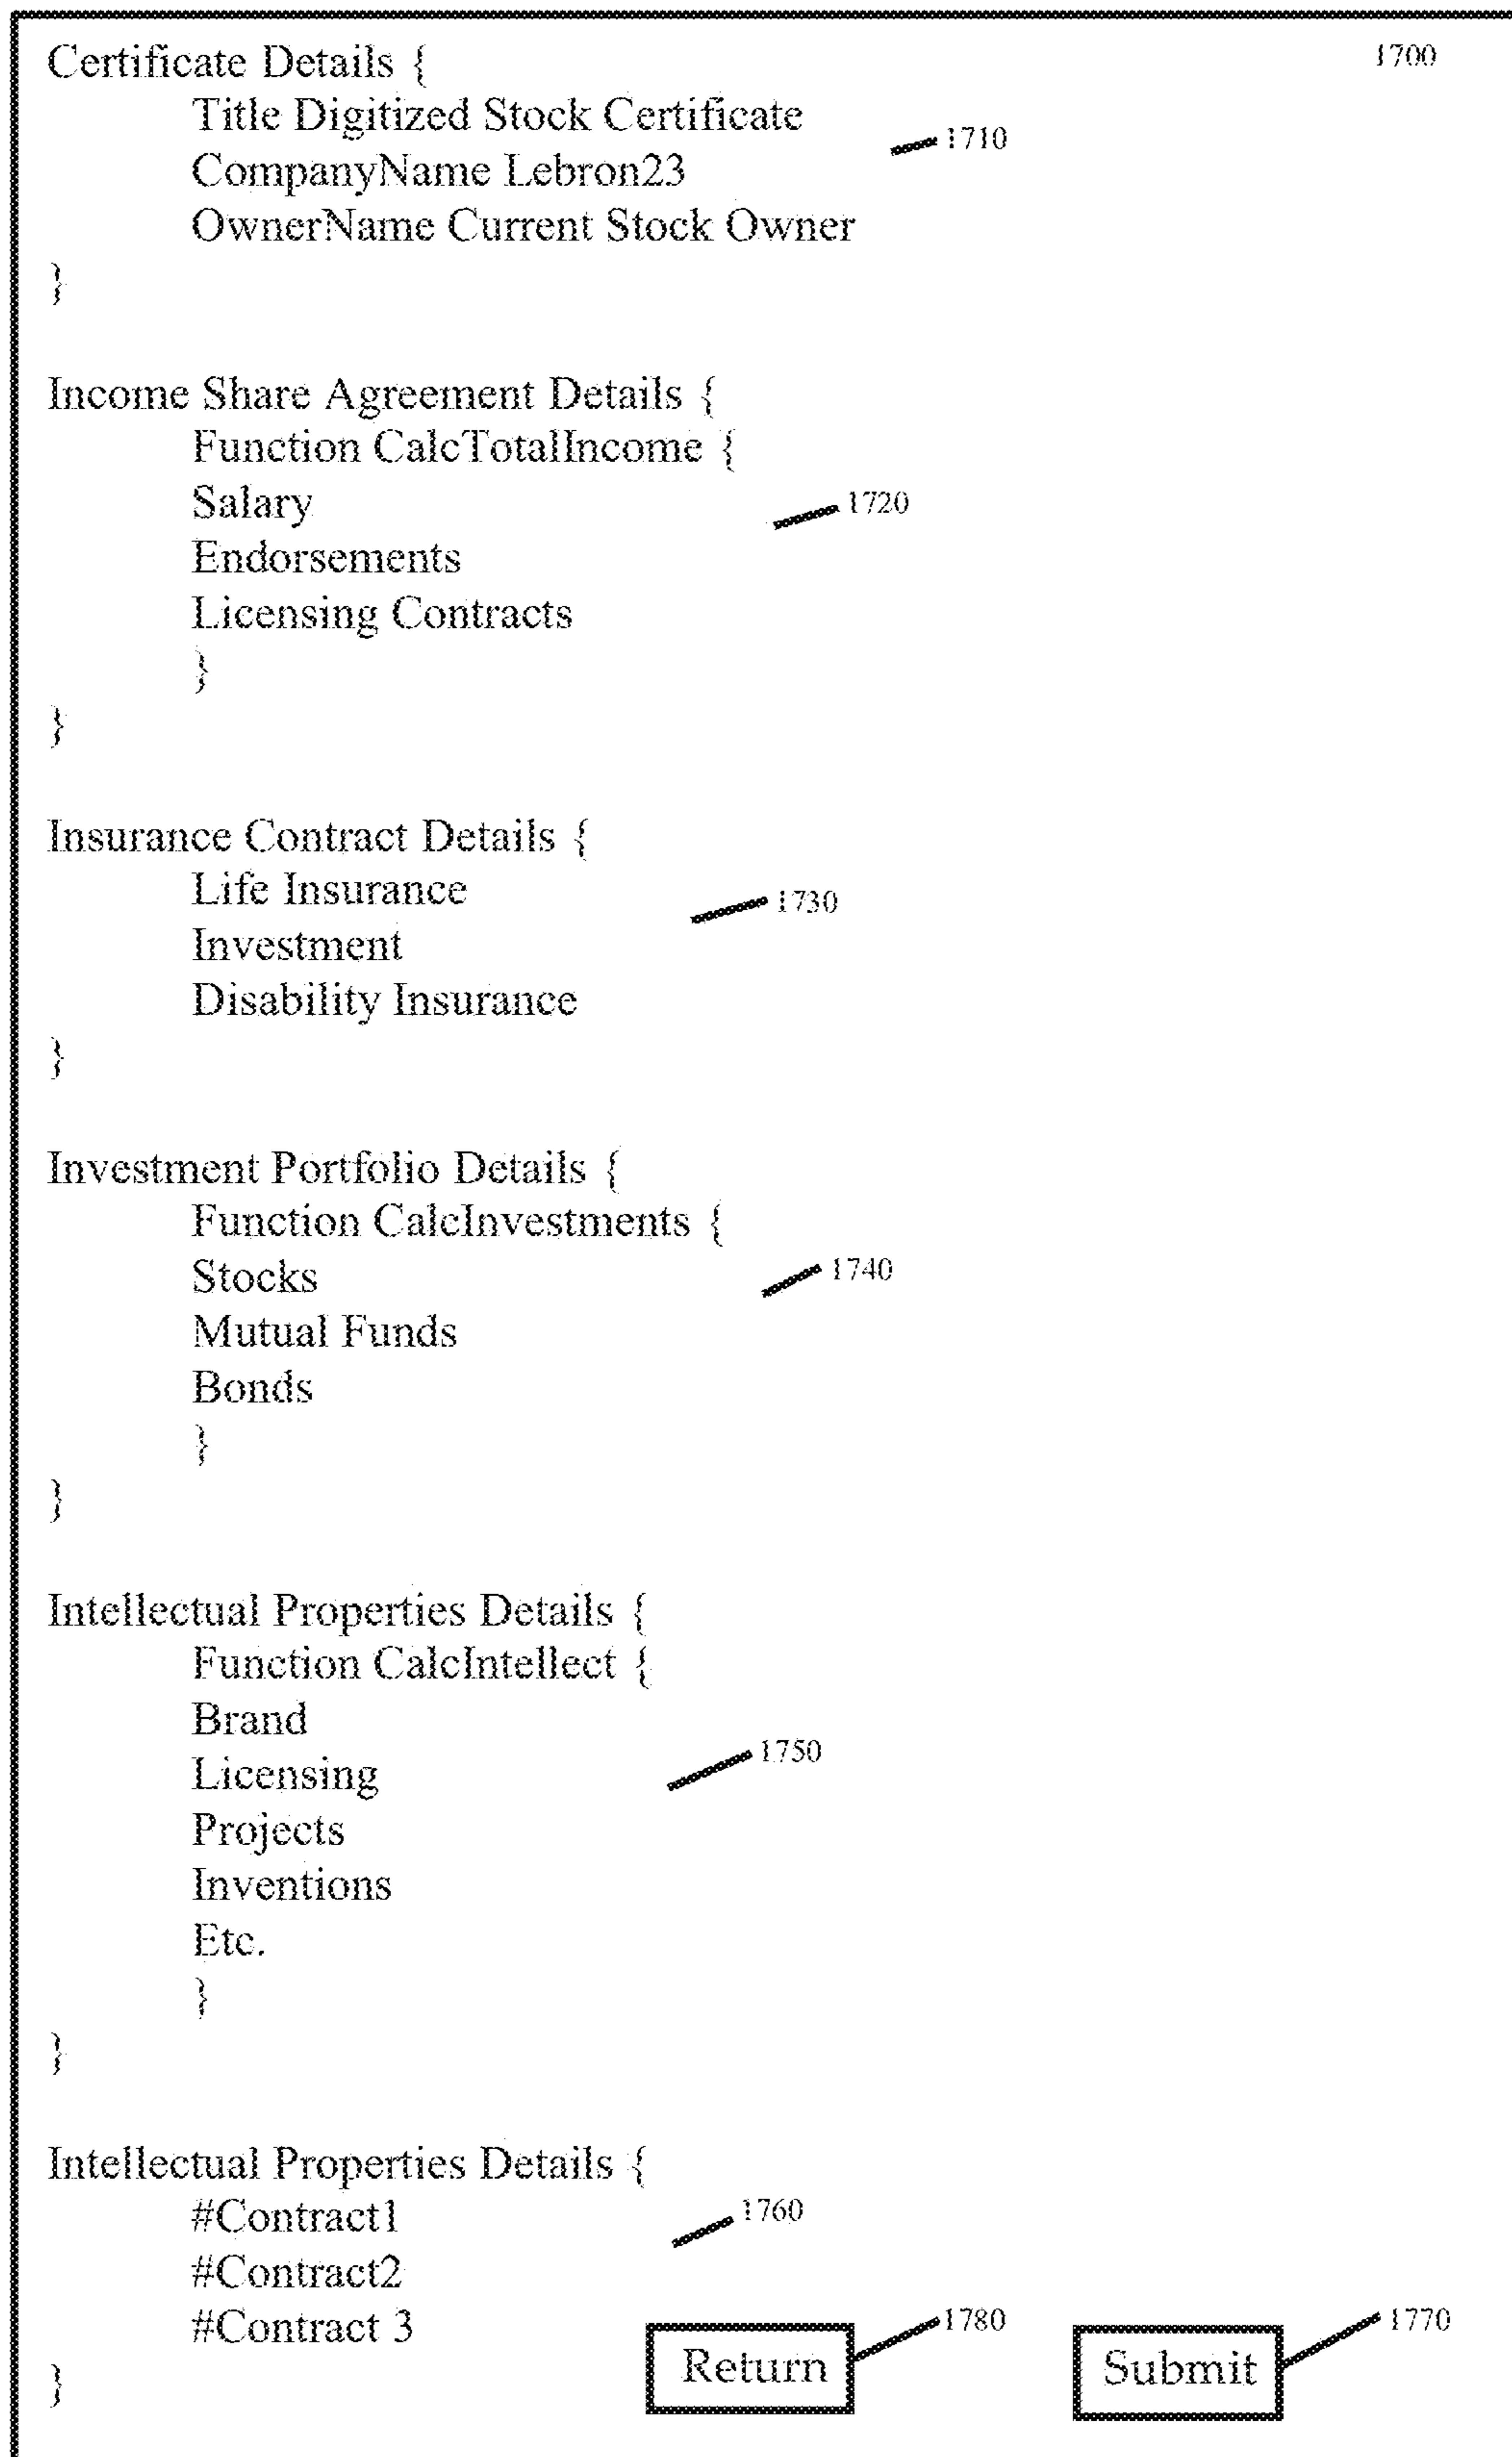 Certificate Details {
1700
Title Digitized Stock Certificate
1710
CompanyName Lebron23
OwnerName Current Stock Owner
}
Income Share Agreement Details {
Function CalcTotalIncome {
Salary
1720
Endorsements
Licensing Contracts
}
}
Insurance Contract Details {
Life Insurance
1730
Investment
Disability Insurance
}
Investment Portfolio Details {
Function CalcInvestments {
Stocks
1740
Mutual Funds
Bonds
}
}
Intellectual Properties Details {
Function CalcIntellect {
Brand
1750
Licensing
Projects
Inventions
Etc.
}
}
Intellectual Properties Details {
#Contract1
1760
#Contract2
#Contract 3
1780
1770
Return
Submit
}